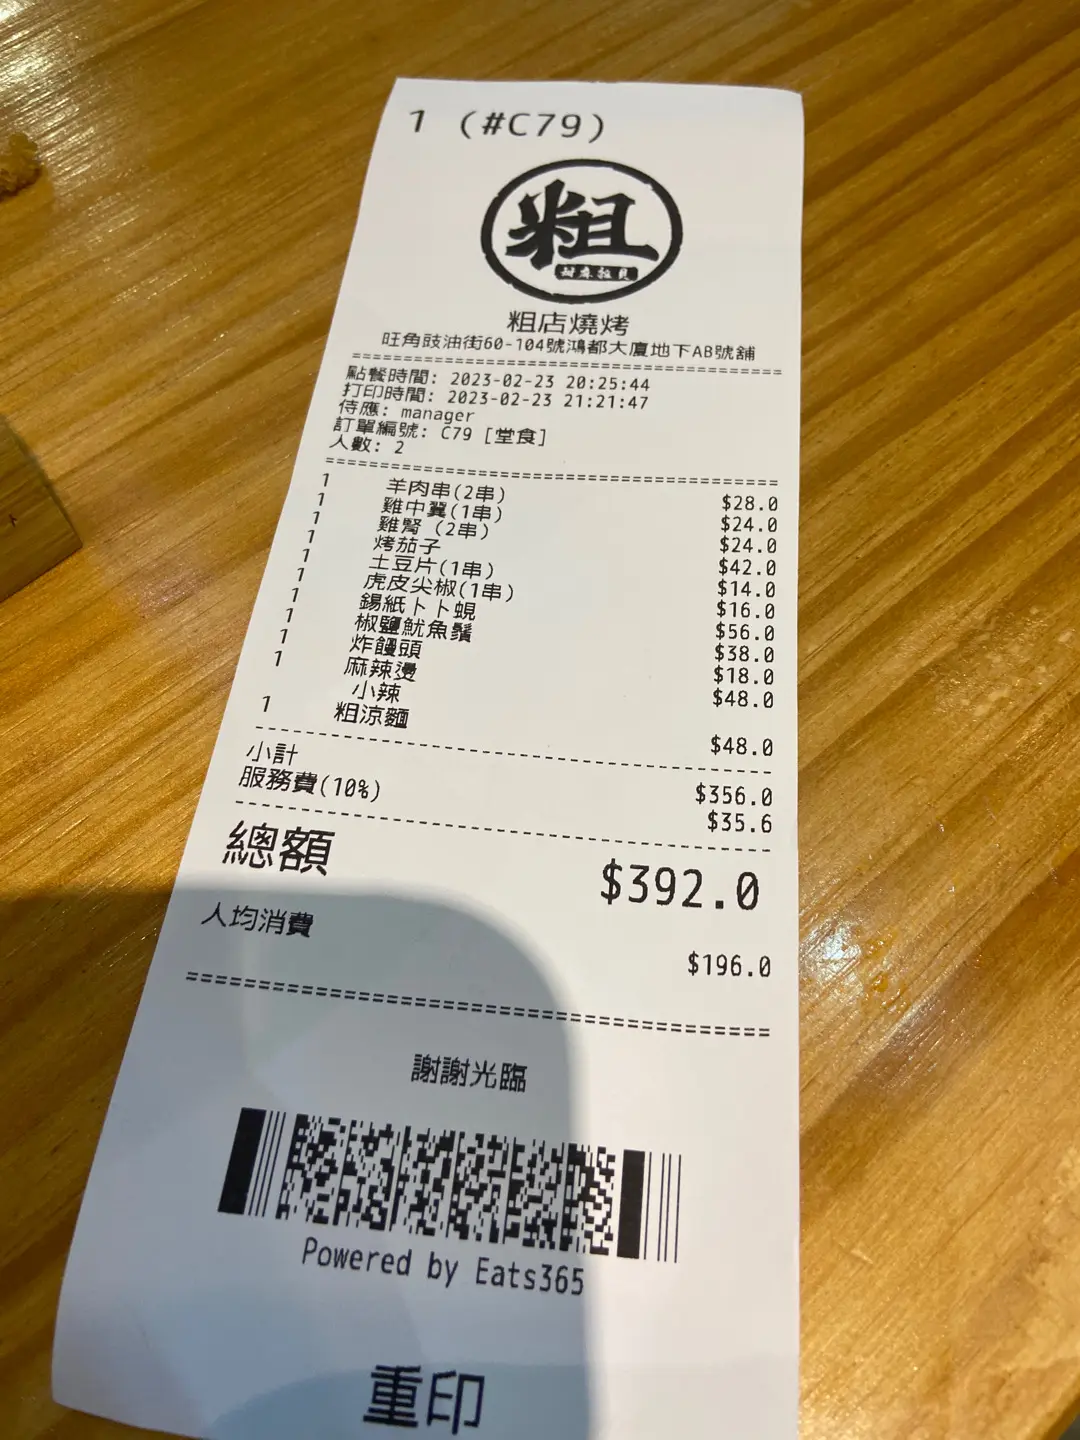 1 (#C79)
粗
粗店燒烤
旺角豉油街60-104號鴻都大廈地下AB號舖
點餐時間: 2023-02-23 20:25:44
打印時間: 2023-02-23 21:21:47
侍應: manager
訂單編號: C79 [堂食]
人數: 2
1 羊肉串(2串) $28.0
1 雞中翼(1串) $24.0
1 雞腎 (2串) $24.0
1 烤茄子 $42.0
1 土豆片(1串) $14.0
1 虎皮尖椒(1串) $16.0
1 錫紙卜卜蜆 $56.0
1 椒鹽魷魚鬚 $38.0
1 炸饅頭 $18.0
1 麻辣燙 $48.0
小辣
1 粗涼麵 $48.0
小計 $356.0
服務費(10%) $35.6
總額 $392.0
人均消費 $196.0
謝謝光臨
Powered by Eats365
重印